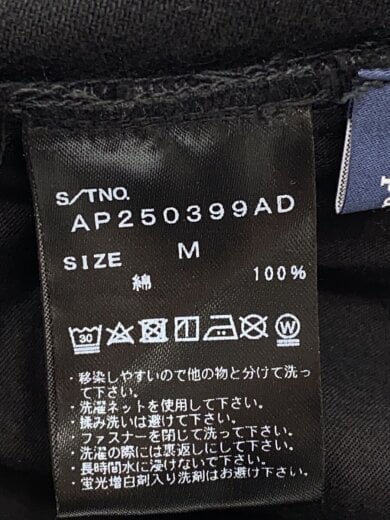 S/TNO.
AP250399AD
SIZE M
綿 100%
30 W
・移染しやすいので他の物と分けて洗っ
て下さい。
・洗濯ネットを使用して下さい。
・揉み洗いは避けて下さい。
・ファスナーを閉じて洗って下さい。
・洗濯の際には裏返しにして下さい。
・長時間水に浸けないで下さい。
・蛍光増白剤入り洗剤はお避け下さい。